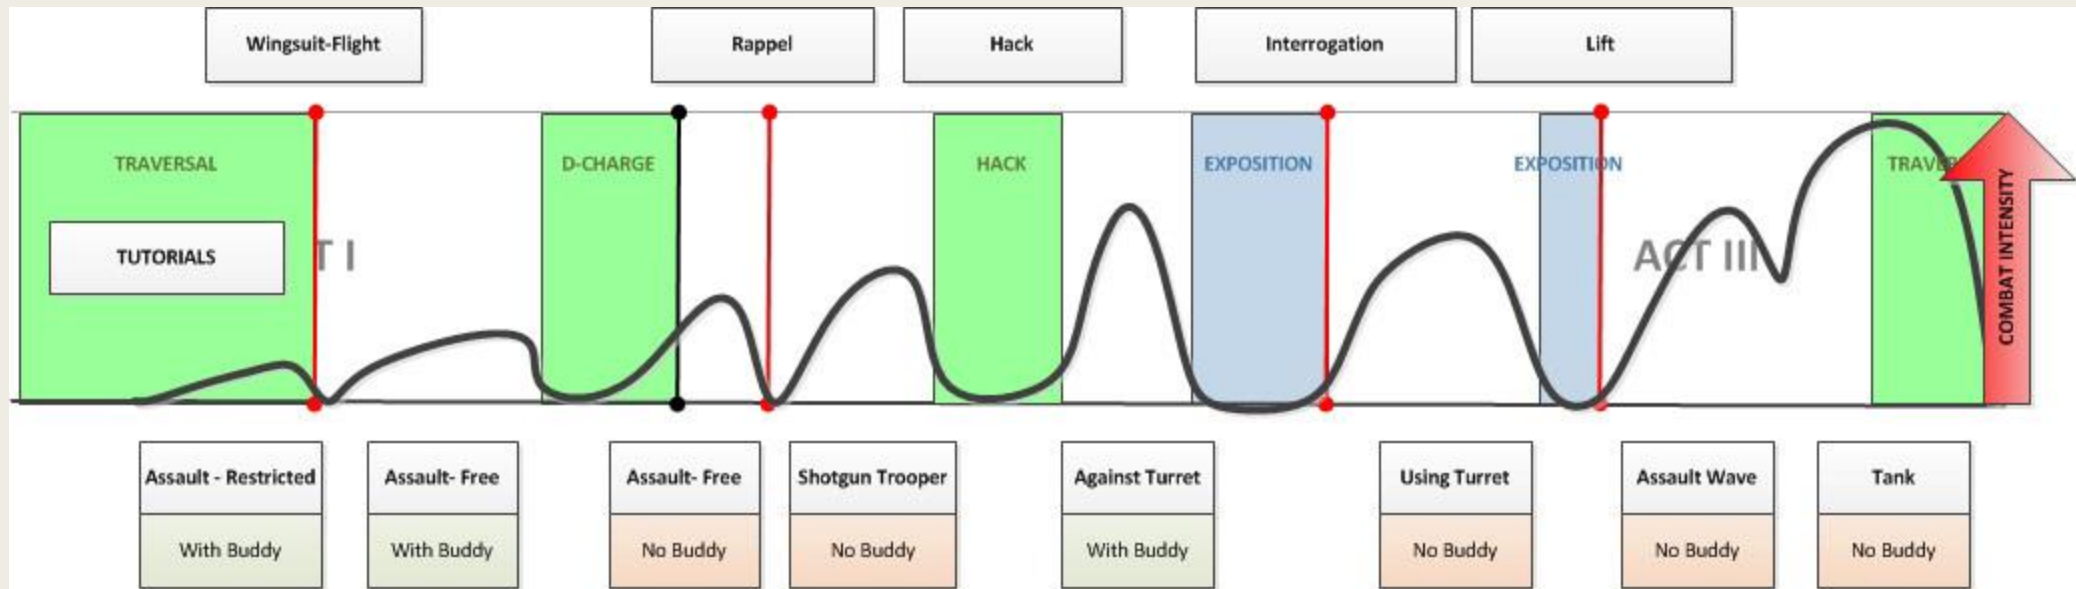 Wingsuit-Flight
Rappel
Hack
Interrogation
Lift
TRAVERSAL
D-CHARGE
HACK
EXPOSITION
EXPOSITION
TUTORIALS
T I
ACT III
COMBAT INTENSITY
Assault - Restricted
Assault- Free
Assault- Free
Shotgun Trooper
Against Turret
Using Turret
Assault Wave
Tank
With Buddy
With Buddy
No Buddy
No Buddy
With Buddy
No Buddy
No Buddy
No Buddy